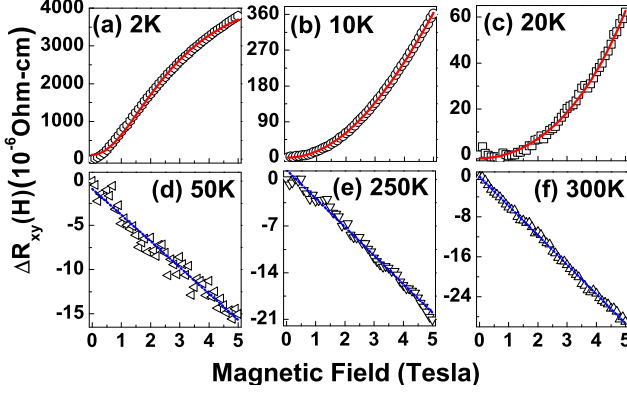 (a) 2K
(b) 10K
(c) 20K
4000
3000
2000
1000
0
360
270
180
90
0
60
40
20
0
(d) 50K
(e) 250K
(f) 300K
0
-5
-10
-15
0
-7
-14
-21
0
-8
-16
-24
0 1 2 3 4 5
0 1 2 3 4 5
0 1 2 3 4 5
ΔR_xy(H)(10^-6Ohm-cm)
Magnetic Field (Tesla)